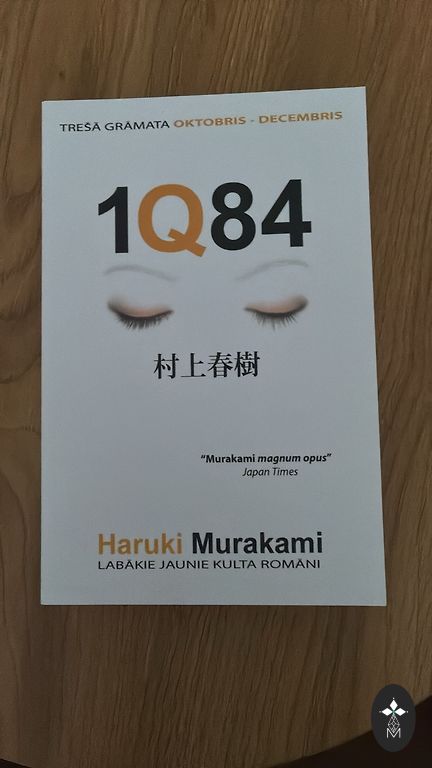 TREŠĀ GRĀMATA OKTOBRIS - DECEMBRIS
1Q84
村上春樹
“Murakami magnum opus”
Japan Times
Haruki Murakami
LABĀKIE JAUNIE KULTA ROMĀNI
M